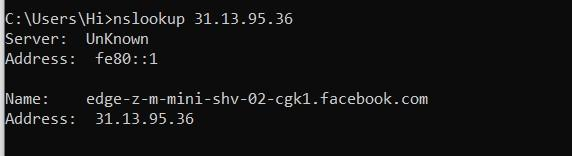 C:\Users\Hi>nslookup 31.13.95.36
Server:  UnKnown
Address:  fe80::1
Name:    edge-z-m-mini-shv-02-cgk1.facebook.com
Address:  31.13.95.36